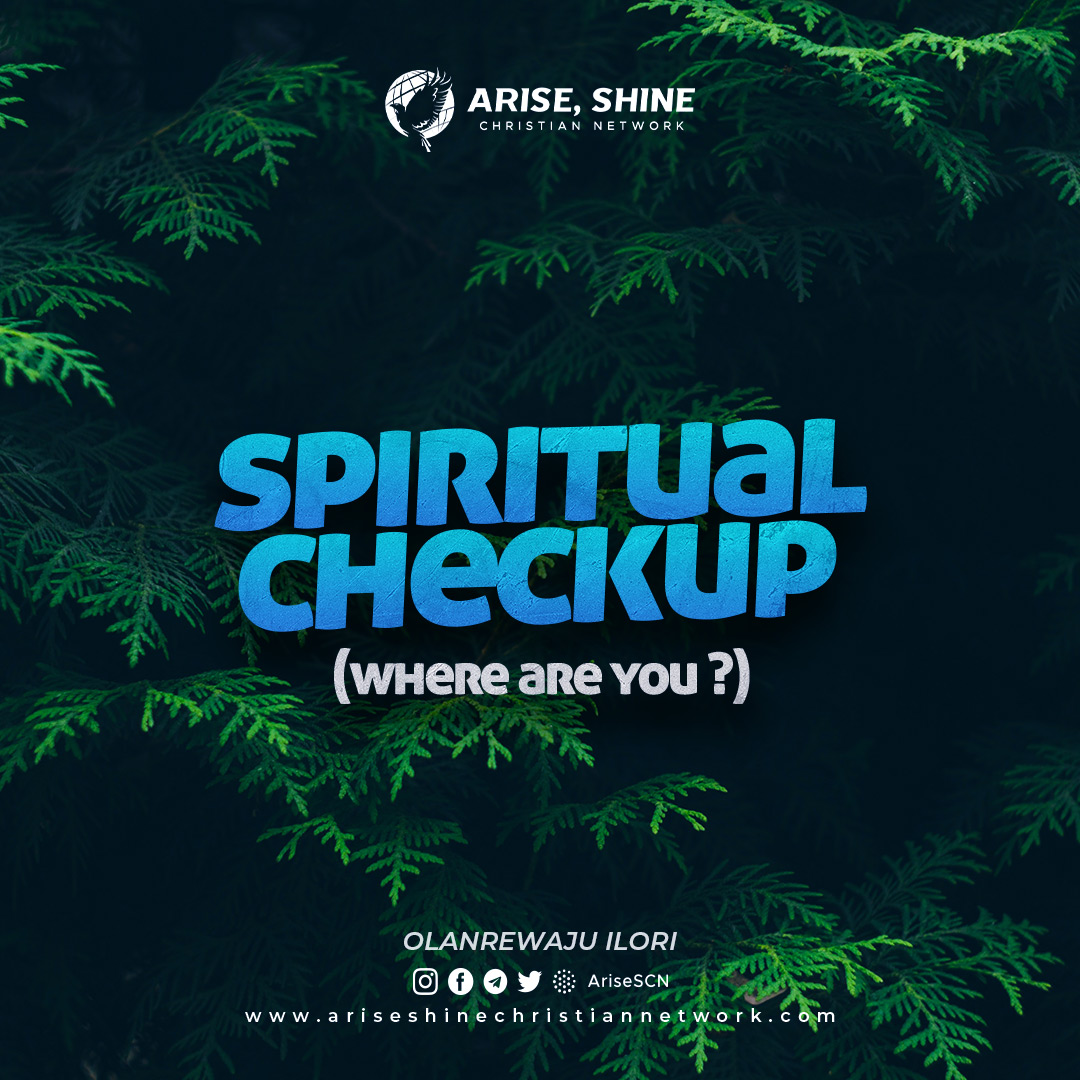 ARISE, SHINE
CHRISTIAN NETWORK
SPIRITUAL
CHECKUP
(WHERE ARE YOU ?)
OLANREWAJU ILORI
AriseSCN
www.ariseshinechristiannetwork.com